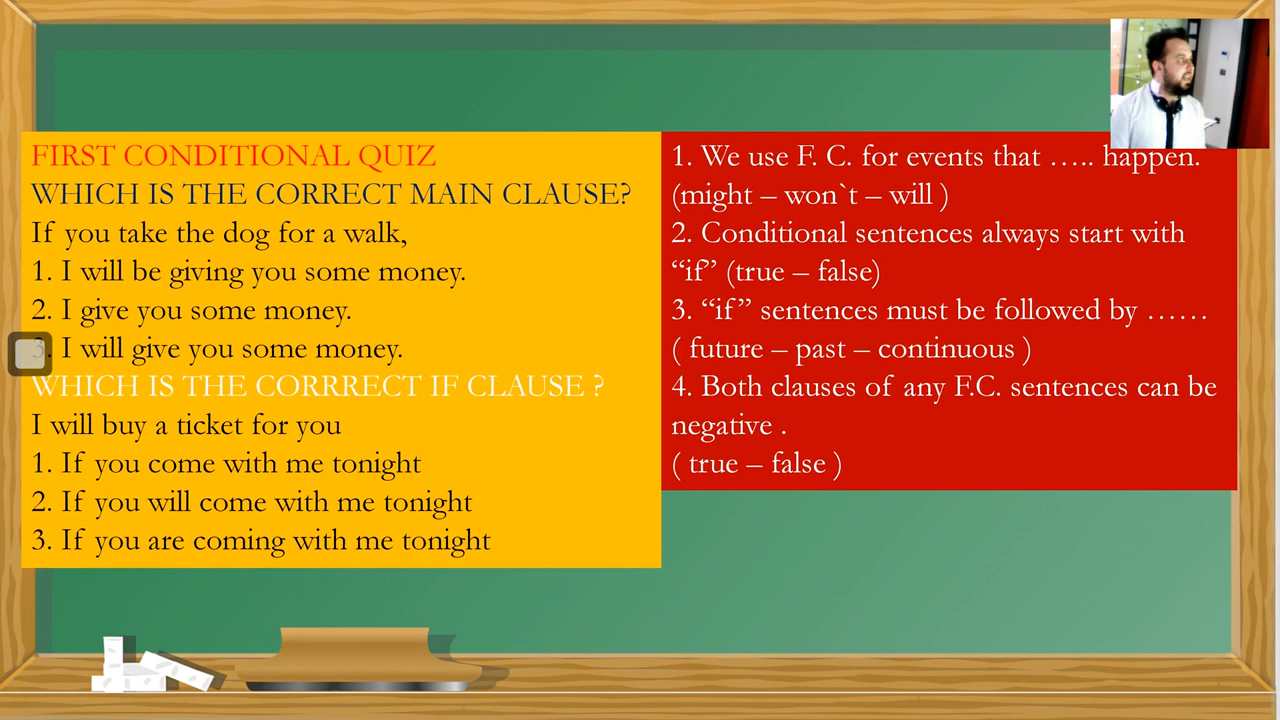 FIRST CONDITIONAL QUIZ
WHICH IS THE CORRECT MAIN CLAUSE?
If you take the dog for a walk,
1. I will be giving you some money.
2. I give you some money.
3. I will give you some money.
WHICH IS THE CORRRECT IF CLAUSE ?
I will buy a ticket for you
1. If you come with me tonight
2. If you will come with me tonight
3. If you are coming with me tonight
1. We use F. C. for events that ….. happen.
(might – won`t – will )
2. Conditional sentences always start with
“if” (true – false)
3. “if” sentences must be followed by ……
( future – past – continuous )
4. Both clauses of any F.C. sentences can be
negative .
( true – false )